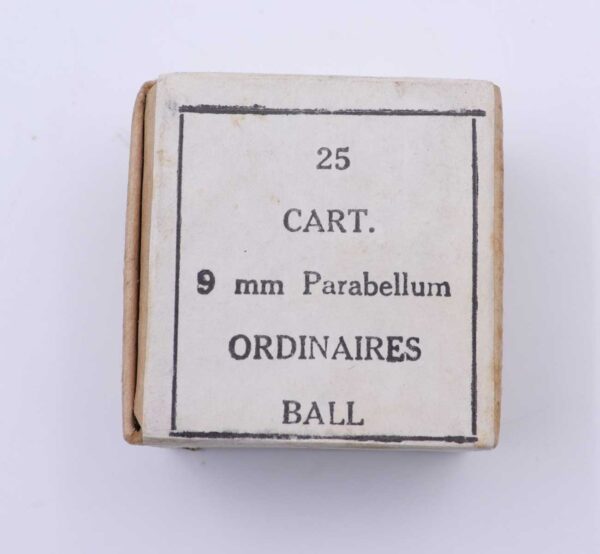 25
CART.
9 mm Parabellum
ORDINAIRES
BALL